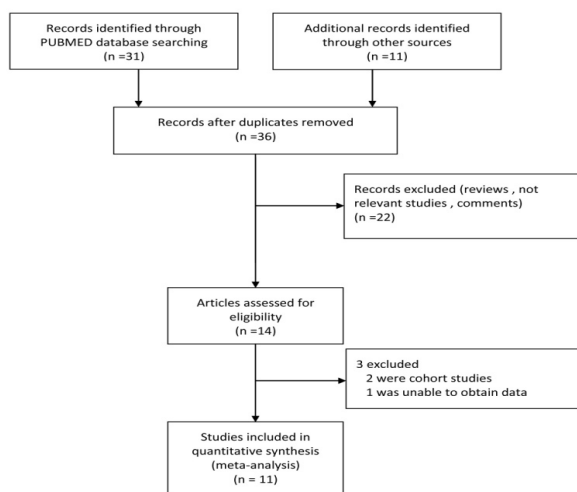 Records identified through
PUBMED database searching
(n =31)
Additional records identified
through other sources
(n =11)
Records after duplicates removed
(n =36)
Records excluded (reviews , not
relevant studies , comments)
(n =22)
Articles assessed for
eligibility
(n =14)
3 excluded
2 were cohort studies
1 was unable to obtain data
Studies included in
quantitative synthesis
(meta-analysis)
n = 11)